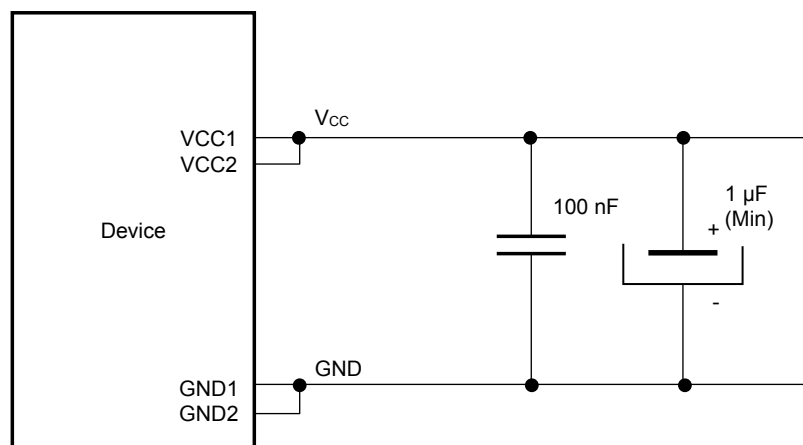 VCC
VCC1
VCC2
1 µF
(Min)
100 nF
+
Device
-
GND
GND1
GND2